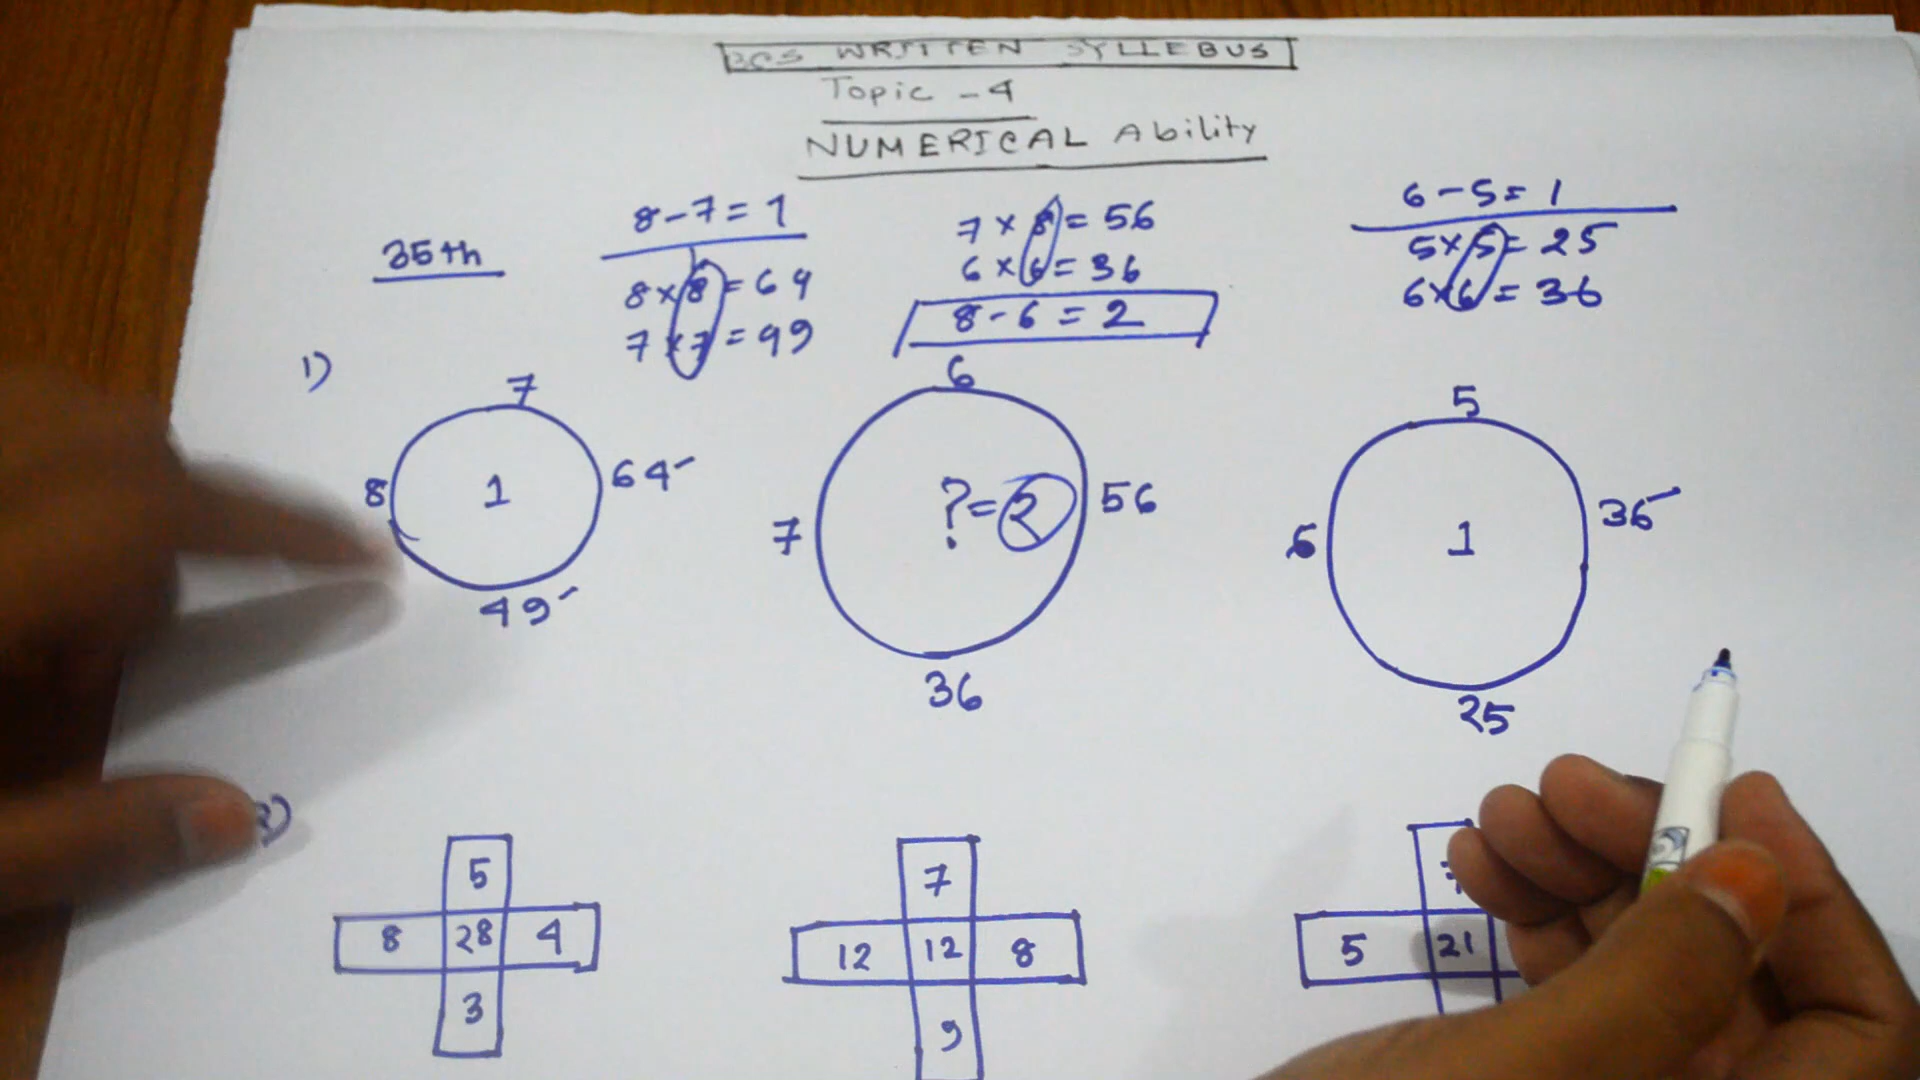 BCS WRITTEN SYLLEBUS
Topic - 4
NUMERICAL Ability
35th
8-7=1
8×8=64
7×7=49
7×8=56
6×6=36
8-6=2
6-5=1
5×5=25
6×6=36
1)
7
8 1 64
49
6
7 ?=2 56
36
5
6 1 36
25
2)
5
8 28 4
3
7
12 12 8
9
5 21